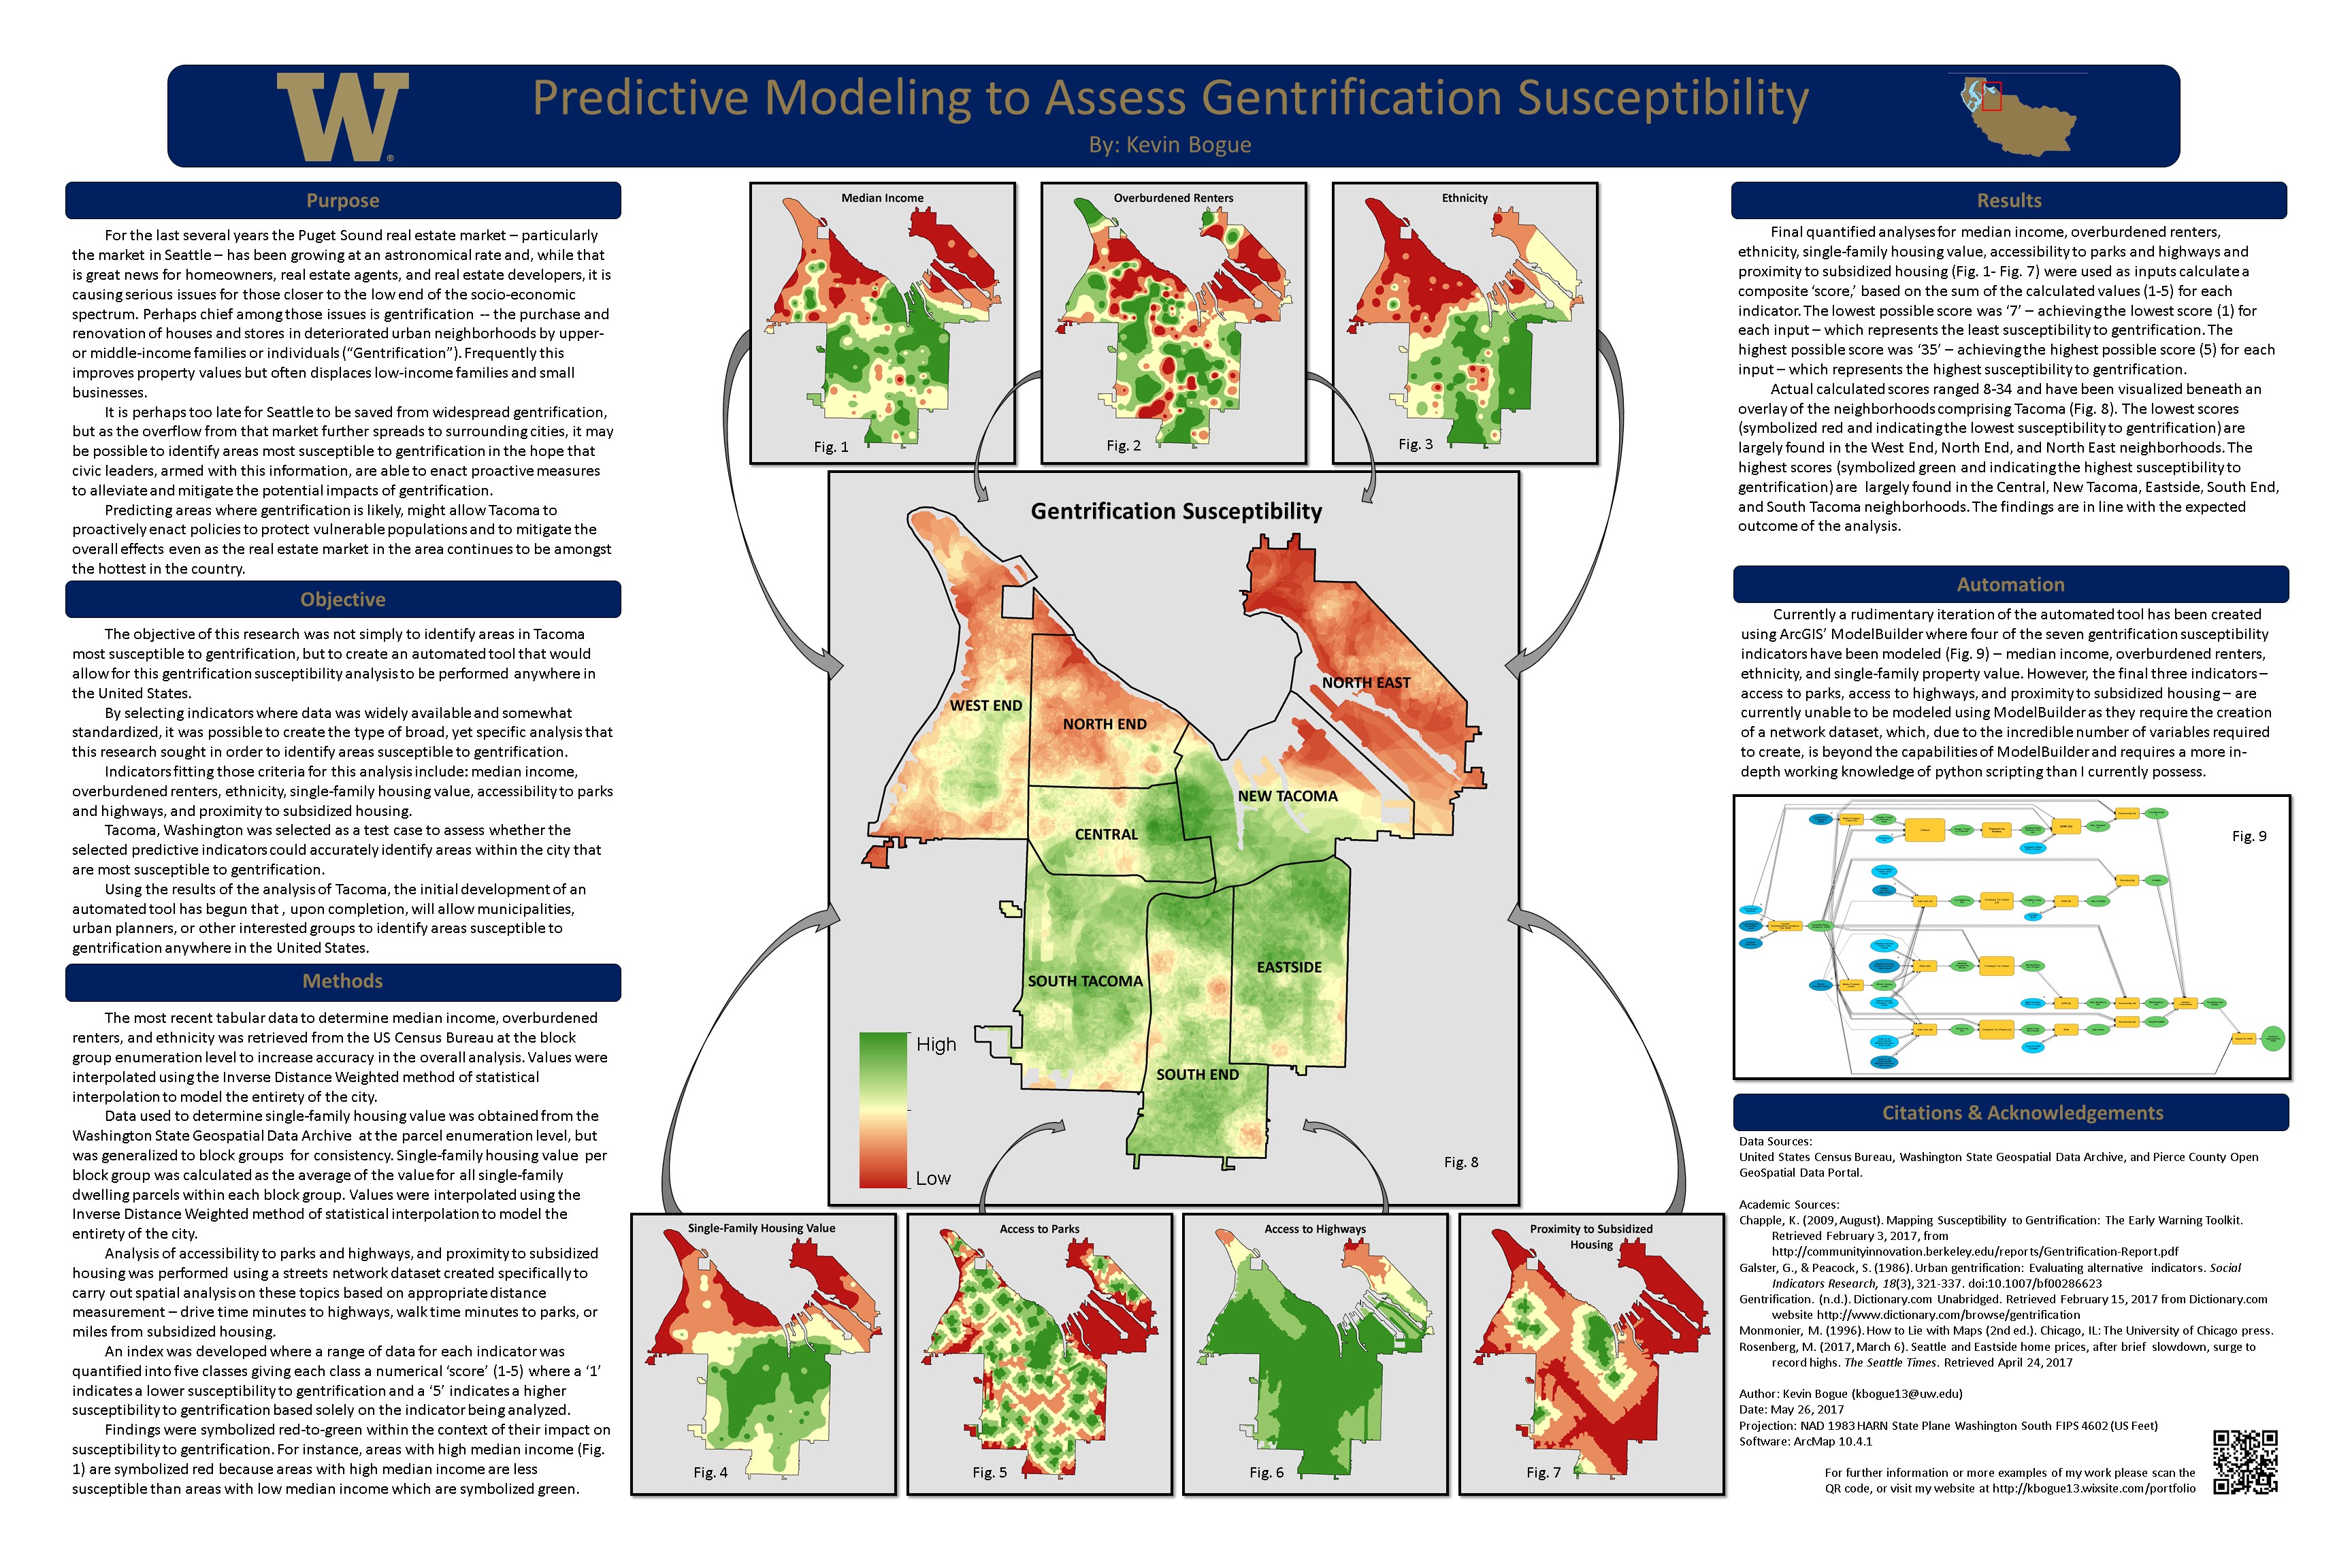 Predictive Modeling to Assess Gentrification Susceptibility
By: Kevin Bogue
W
®
Purpose
For the last several years the Puget Sound real estate market – particularly
the market in Seattle – has been growing at an astronomical rate and, while that
is great news for homeowners, real estate agents, and real estate developers, it is
causing serious issues for those closer to the low end of the socio-economic
spectrum. Perhaps chief among those issues is gentrification -- the purchase and
renovation of houses and stores in deteriorated urban neighborhoods by upper-
or middle-income families or individuals (“Gentrification”). Frequently this
improves property values but often displaces low-income families and small
businesses.
It is perhaps too late for Seattle to be saved from widespread gentrification,
but as the overflow from that market further spreads to surrounding cities, it may
be possible to identify areas most susceptible to gentrification in the hope that
civic leaders, armed with this information, are able to enact proactive measures
to alleviate and mitigate the potential impacts of gentrification.
Predicting areas where gentrification is likely, might allow Tacoma to
proactively enact policies to protect vulnerable populations and to mitigate the
overall effects even as the real estate market in the area continues to be amongst
the hottest in the country.
Objective
The objective of this research was not simply to identify areas in Tacoma
most susceptible to gentrification, but to create an automated tool that would
allow for this gentrification susceptibility analysis to be performed anywhere in
the United States.
By selecting indicators where data was widely available and somewhat
standardized, it was possible to create the type of broad, yet specific analysis that
this research sought in order to identify areas susceptible to gentrification.
Indicators fitting those criteria for this analysis include: median income,
overburdened renters, ethnicity, single-family housing value, accessibility to parks
and highways, and proximity to subsidized housing.
Tacoma, Washington was selected as a test case to assess whether the
selected predictive indicators could accurately identify areas within the city that
are most susceptible to gentrification.
Using the results of the analysis of Tacoma, the initial development of an
automated tool has begun that , upon completion, will allow municipalities,
urban planners, or other interested groups to identify areas susceptible to
gentrification anywhere in the United States.
Methods
The most recent tabular data to determine median income, overburdened
renters, and ethnicity was retrieved from the US Census Bureau at the block
group enumeration level to increase accuracy in the overall analysis. Values were
interpolated using the Inverse Distance Weighted method of statistical
interpolation to model the entirety of the city.
Data used to determine single-family housing value was obtained from the
Washington State Geospatial Data Archive at the parcel enumeration level, but
was generalized to block groups for consistency. Single-family housing value per
block group was calculated as the average of the value for all single-family
dwelling parcels within each block group. Values were interpolated using the
Inverse Distance Weighted method of statistical interpolation to model the
entirety of the city.
Analysis of accessibility to parks and highways, and proximity to subsidized
housing was performed using a streets network dataset created specifically to
carry out spatial analysis on these topics based on appropriate distance
measurement – drive time minutes to highways, walk time minutes to parks, or
miles from subsidized housing.
An index was developed where a range of data for each indicator was
quantified into five classes giving each class a numerical ‘score’ (1-5) where a ‘1’
indicates a lower susceptibility to gentrification and a ‘5’ indicates a higher
susceptibility to gentrification based solely on the indicator being analyzed.
Findings were symbolized red-to-green within the context of their impact on
susceptibility to gentrification. For instance, areas with high median income (Fig.
1) are symbolized red because areas with high median income are less
susceptible than areas with low median income which are symbolized green.
Median Income
Fig. 1
Overburdened Renters
Fig. 2
Ethnicity
Fig. 3
Gentrification Susceptibility
NORTH EAST
WEST END
NORTH END
NEW TACOMA
CENTRAL
EASTSIDE
SOUTH TACOMA
SOUTH END
High
Low
Fig. 8
Single-Family Housing Value
Fig. 4
Access to Parks
Fig. 5
Access to Highways
Fig. 6
Proximity to Subsidized
Housing
Fig. 7
Results
Final quantified analyses for median income, overburdened renters,
ethnicity, single-family housing value, accessibility to parks and highways and
proximity to subsidized housing (Fig. 1- Fig. 7) were used as inputs calculate a
composite ‘score,’ based on the sum of the calculated values (1-5) for each
indicator. The lowest possible score was ‘7’ – achieving the lowest score (1) for
each input – which represents the least susceptibility to gentrification. The
highest possible score was ‘35’ – achieving the highest possible score (5) for each
input – which represents the highest susceptibility to gentrification.
Actual calculated scores ranged 8-34 and have been visualized beneath an
overlay of the neighborhoods comprising Tacoma (Fig. 8). The lowest scores
(symbolized red and indicating the lowest susceptibility to gentrification) are
largely found in the West End, North End, and North East neighborhoods. The
highest scores (symbolized green and indicating the highest susceptibility to
gentrification) are largely found in the Central, New Tacoma, Eastside, South End,
and South Tacoma neighborhoods. The findings are in line with the expected
outcome of the analysis.
Automation
Currently a rudimentary iteration of the automated tool has been created
using ArcGIS’ ModelBuilder where four of the seven gentrification susceptibility
indicators have been modeled (Fig. 9) – median income, overburdened renters,
ethnicity, and single-family property value. However, the final three indicators –
access to parks, access to highways, and proximity to subsidized housing – are
currently unable to be modeled using ModelBuilder as they require the creation
of a network dataset, which, due to the incredible number of variables required
to create, is beyond the capabilities of ModelBuilder and requires a more in-
depth working knowledge of python scripting than I currently possess.
Fig. 9
Citations & Acknowledgements
Data Sources:
United States Census Bureau, Washington State Geospatial Data Archive, and Pierce County Open
GeoSpatial Data Portal.
Academic Sources:
Chapple, K. (2009, August). Mapping Susceptibility to Gentrification: The Early Warning Toolkit.
Retrieved February 3, 2017, from
http://communityinnovation.berkeley.edu/reports/Gentrification-Report.pdf
Galster, G., & Peacock, S. (1986). Urban gentrification: Evaluating alternative indicators. Social
Indicators Research, 18(3), 321-337. doi:10.1007/bf00286623
Gentrification. (n.d.). Dictionary.com Unabridged. Retrieved February 15, 2017 from Dictionary.com
website http://www.dictionary.com/browse/gentrification
Monmonier, M. (1996). How to Lie with Maps (2nd ed.). Chicago, IL: The University of Chicago press.
Rosenberg, M. (2017, March 6). Seattle and Eastside home prices, after brief slowdown, surge to
record highs. The Seattle Times. Retrieved April 24, 2017
Author: Kevin Bogue (kbogue13@uw.edu)
Date: May 26, 2017
Projection: NAD 1983 HARN State Plane Washington South FIPS 4602 (US Feet)
Software: ArcMap 10.4.1
For further information or more examples of my work please scan the
QR code, or visit my website at http://kbogue13.wixsite.com/portfolio